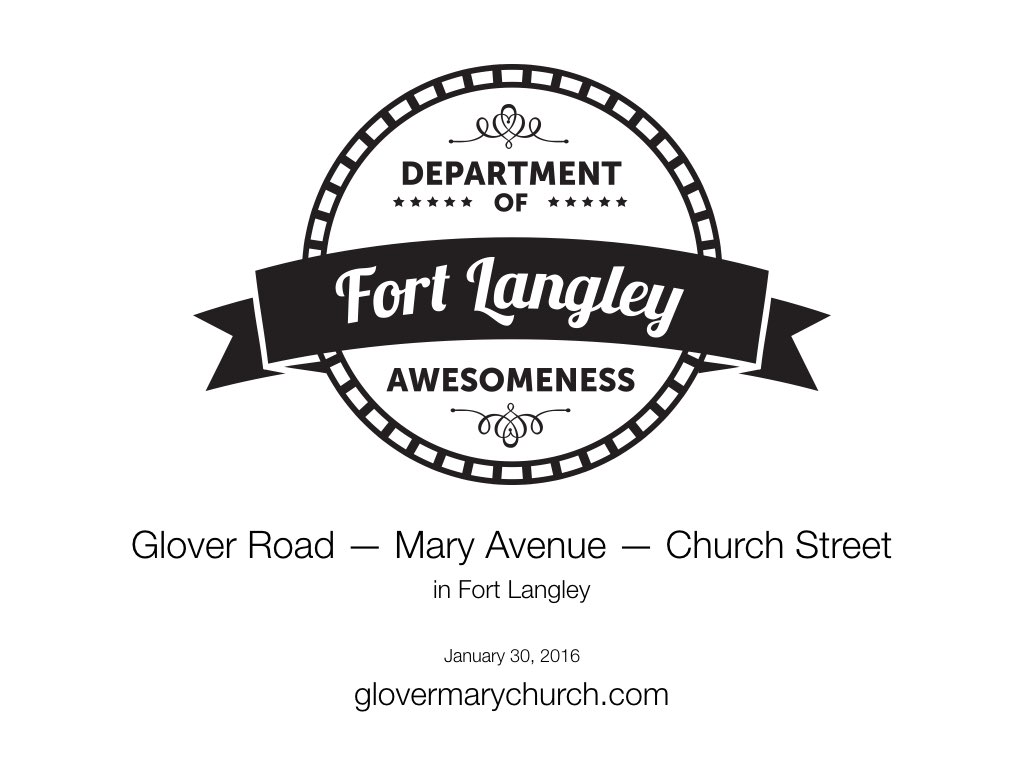 DEPARTMENT
OF
Fort Langley
AWESOMENESS
Glover Road — Mary Avenue — Church Street
in Fort Langley
January 30, 2016
glovermarychurch.com